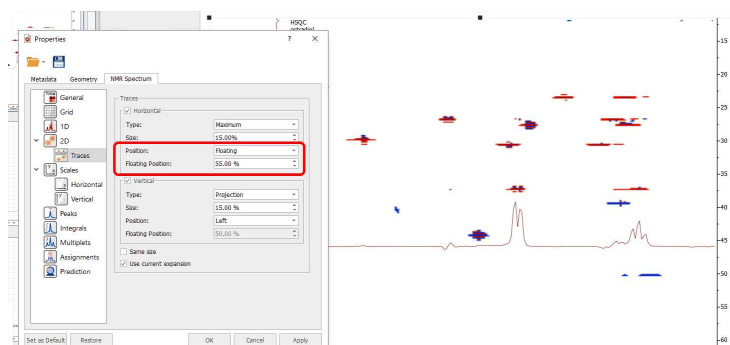 HSQC
estradiol
Properties
?
Metadata Geometry NMR Spectrum
General
Grid
1D
2D
Traces
Scales
Horizontal
Vertical
Peaks
Integrals
Multiplets
Assignments
Prediction
Traces
Horizontal
Type: Maximum
Size: 15.00%
Position: Floating
Floating Position: 55.00 %
Vertical
Type: Projection
Size: 15.00 %
Position: Left
Floating Position: 50.00 %
Same size
Use current expansion
Set as Default Restore OK Cancel Apply
15
20
25
30
35
40
45
50
55
60